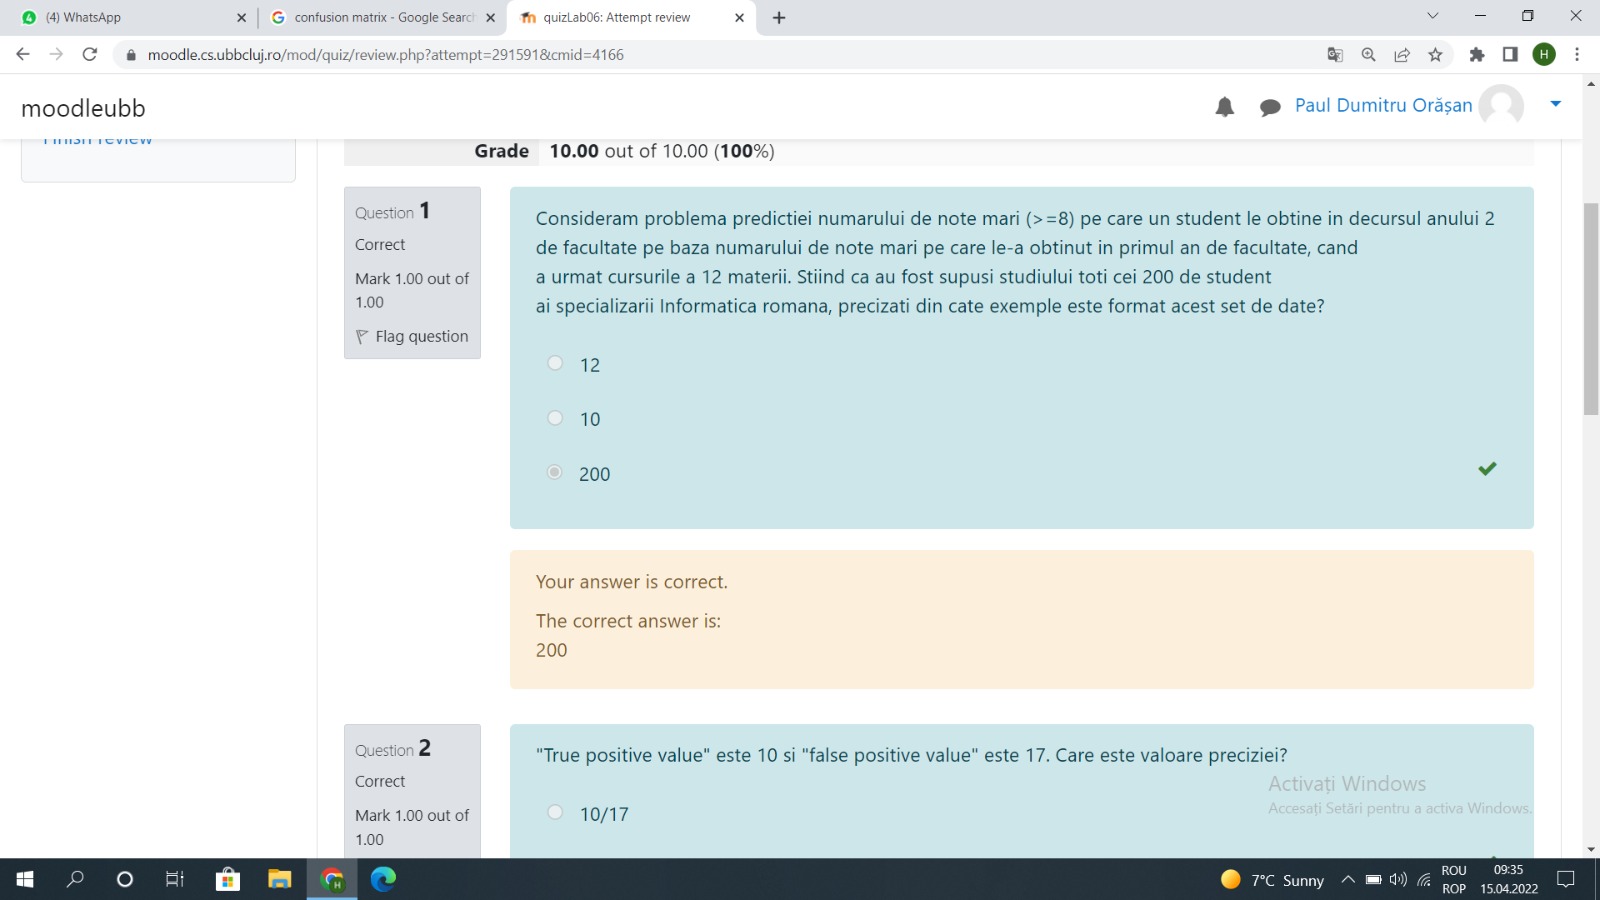 (4) WhatsApp
confusion matrix - Google Search
quizLab06: Attempt review
moodle.cs.ubbcluj.ro/mod/quiz/review.php?attempt=291591&cmid=4166
H
moodleubb
Paul Dumitru Orășan
Finish review
Grade 10.00 out of 10.00 (100%)
Question 1
Correct
Mark 1.00 out of
1.00
Flag question
Consideram problema predictiei numarului de note mari (>=8) pe care un student le obtine in decursul anului 2
de facultate pe baza numarului de note mari pe care le-a obtinut in primul an de facultate, cand
a urmat cursurile a 12 materii. Stiind ca au fost supusi studiului toti cei 200 de student
ai specializarii Informatica romana, precizati din cate exemple este format acest set de date?
12
10
200
Your answer is correct.
The correct answer is:
200
Question 2
Correct
Mark 1.00 out of
1.00
"True positive value" este 10 si "false positive value" este 17. Care este valoare preciziei?
10/17
Activați Windows
Accesați Setări pentru a activa Windows.
7°C Sunny
ROU
ROP
09:35
15.04.2022